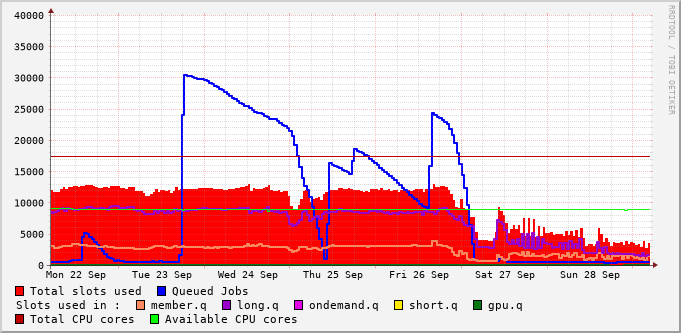 40000
35000
30000
25000
20000
15000
10000
5000
0
Mon 22 Sep Tue 23 Sep Wed 24 Sep Thu 25 Sep Fri 26 Sep Sat 27 Sep Sun 28 Sep
Total slots used Queued Jobs
Slots used in : member.q long.q ondemand.q short.q gpu.q
Total CPU cores Available CPU cores
RRDTOOL / TOBI OETIKER